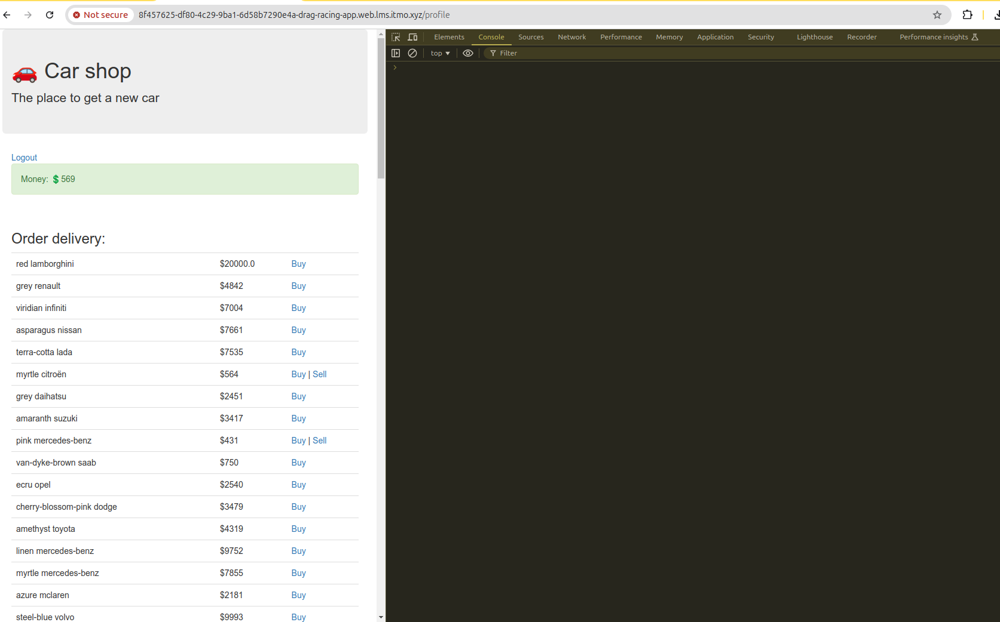 Not secure 8f457625-df80-4c29-9ba1-6d58b7290e4a-drag-racing-app.web.lms.itmo.xyz/profile
Elements Console Sources Network Performance Memory Application Security Lighthouse Recorder Performance insights
top Filter
Car shop
The place to get a new car
Logout
Money: 💲569
Order delivery:
red lamborghini $20000.0 Buy
grey renault $4842 Buy
viridian infiniti $7004 Buy
asparagus nissan $7661 Buy
terra-cotta lada $7535 Buy
myrtle citroën $564 Buy | Sell
grey daihatsu $2451 Buy
amaranth suzuki $3417 Buy
pink mercedes-benz $431 Buy | Sell
van-dyke-brown saab $750 Buy
ecru opel $2540 Buy
cherry-blossom-pink dodge $3479 Buy
amethyst toyota $4319 Buy
linen mercedes-benz $9752 Buy
myrtle mercedes-benz $7855 Buy
azure mclaren $2181 Buy
steel-blue volvo $9993 Buy